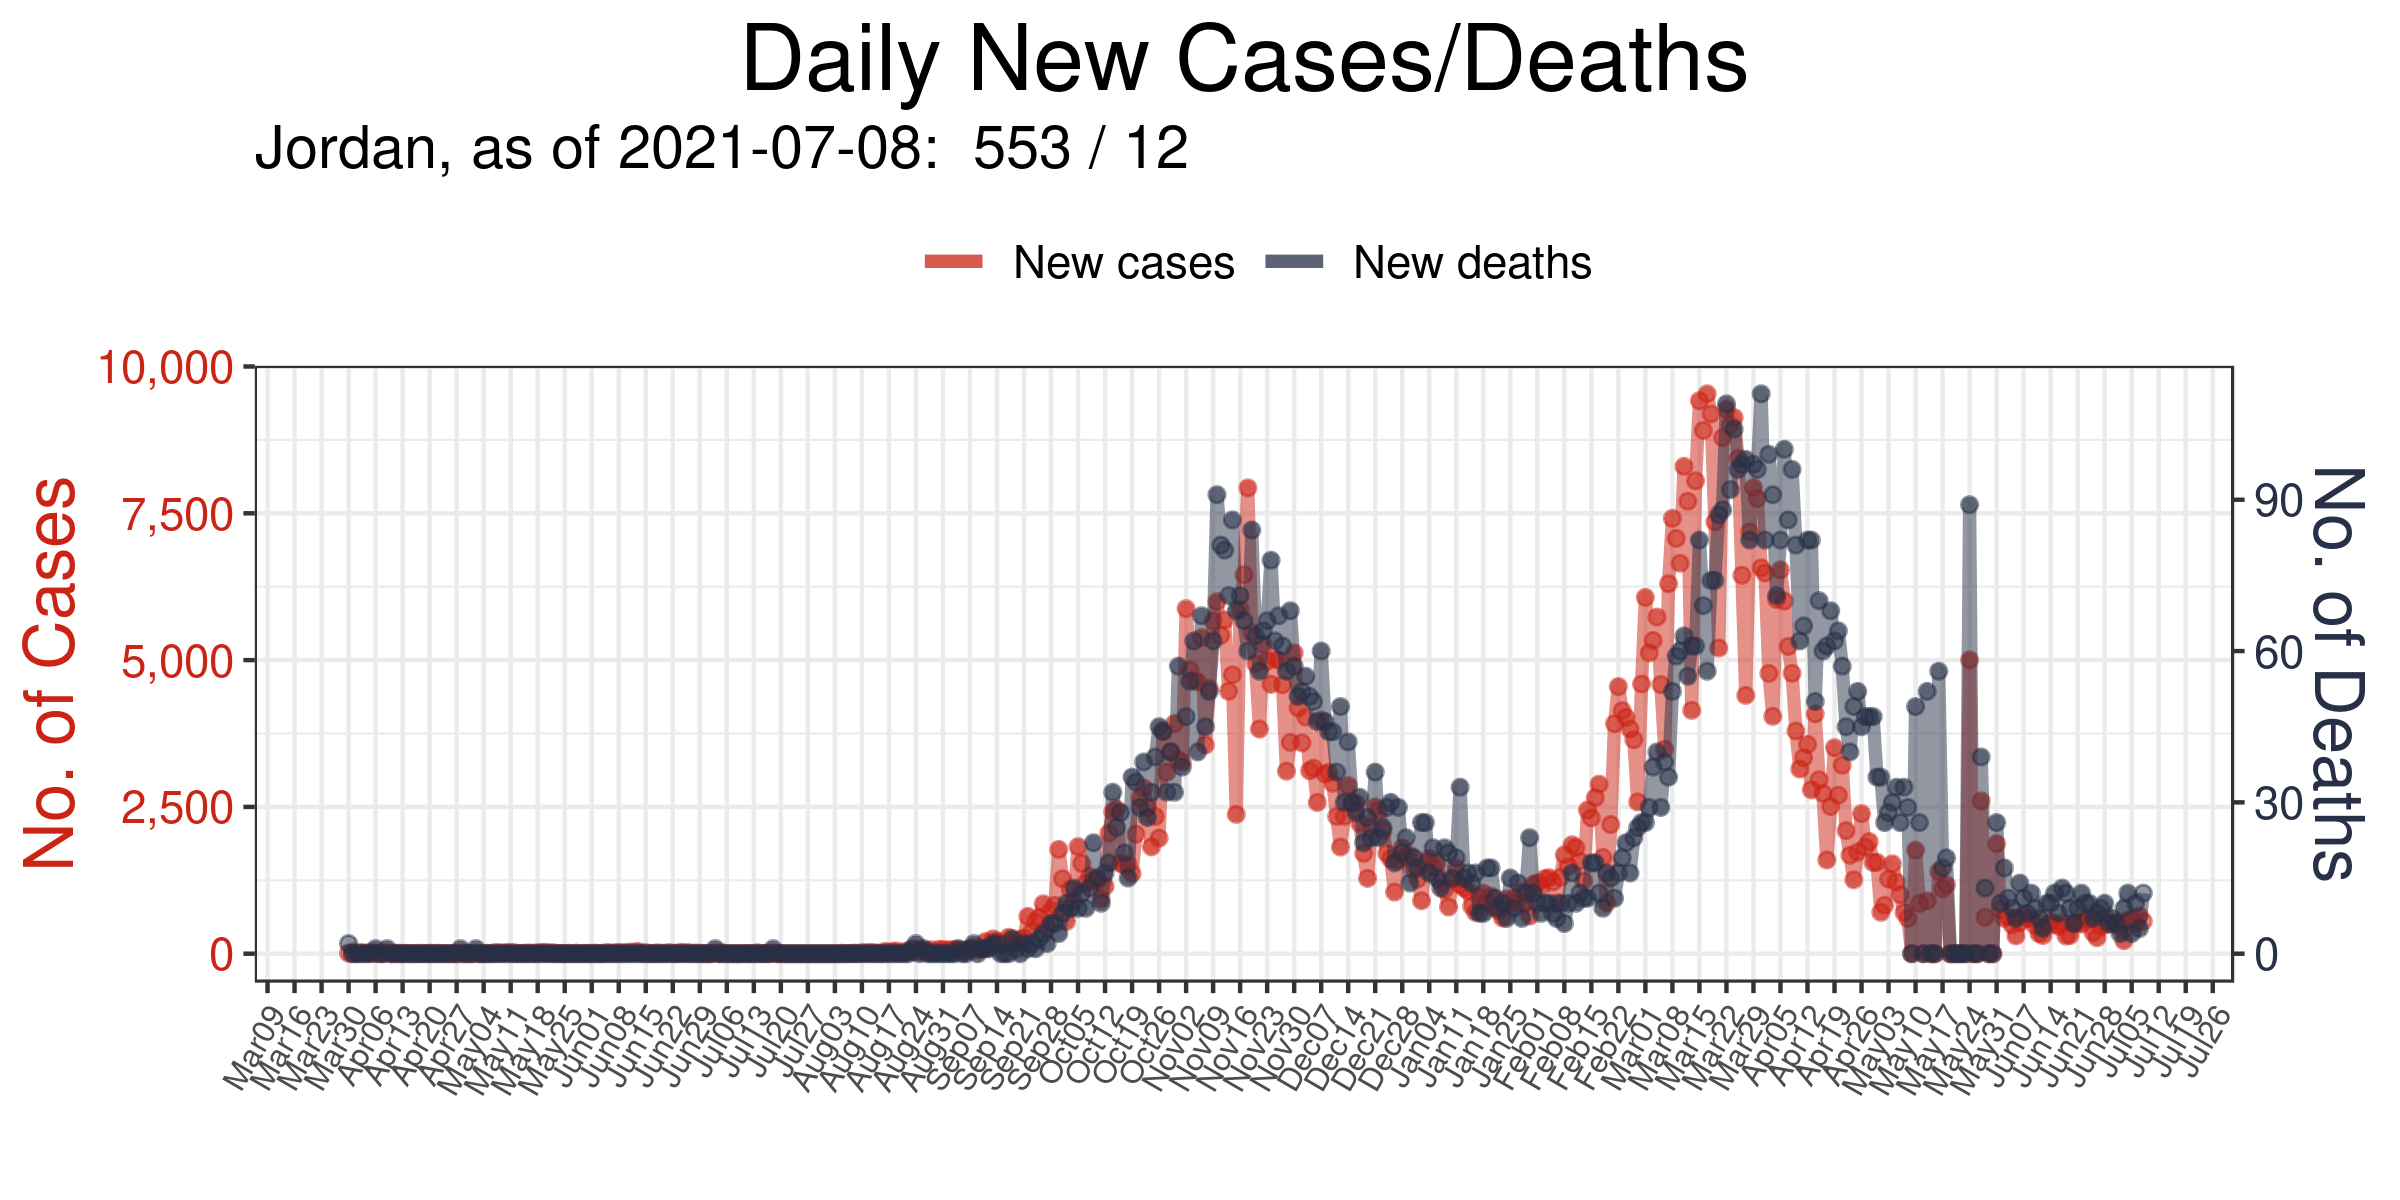 Daily New Cases/Deaths
Jordan, as of 2021-07-08:  553 / 12
New cases
New deaths
No. of Cases
10,000
7,500
5,000
2,500
0
90
60
30
0
No. of Deaths
Mar09
Mar16
Mar23
Mar30
Apr06
Apr13
Apr20
Apr27
May04
May11
May18
May25
Jun01
Jun08
Jun15
Jun22
Jun29
Jul06
Jul13
Jul20
Jul27
Aug03
Aug10
Aug17
Aug24
Aug31
Sep07
Sep14
Sep21
Sep28
Oct05
Oct12
Oct19
Oct26
Nov02
Nov09
Nov16
Nov23
Nov30
Dec07
Dec14
Dec21
Dec28
Jan04
Jan11
Jan18
Jan25
Feb01
Feb08
Feb15
Feb22
Mar01
Mar08
Mar15
Mar22
Mar29
Apr05
Apr12
Apr19
Apr26
May03
May10
May17
May24
May31
Jun07
Jun14
Jun21
Jun28
Jul05
Jul12
Jul19
Jul26